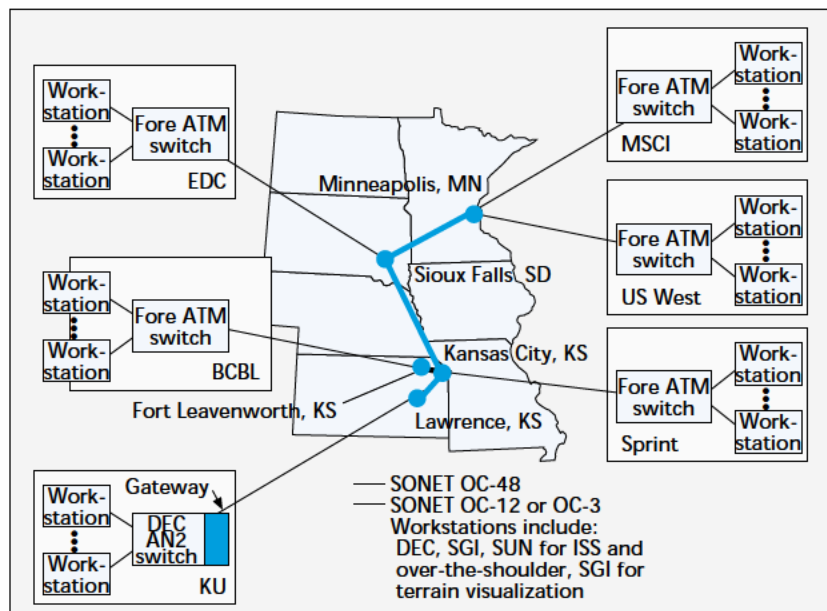 Work-
station
Work-
station
Fore ATM
switch
EDC
Work-
station
Work-
station
Fore ATM
switch
BCBL
Work-
station
Work-
station
Gateway
DEC
AN2
switch
KU
Minneapolis, MN
Sioux Falls, SD
Kansas City, KS
Fort Leavenworth, KS
Lawrence, KS
Fore ATM
switch
Work-
station
Work-
station
MSCI
Fore ATM
switch
Work-
station
Work-
station
US West
Fore ATM
switch
Work-
station
Work-
station
Sprint
SONET OC-48
SONET OC-12 or OC-3
Workstations include:
DEC, SGI, SUN for ISS and
over-the-shoulder, SGI for
terrain visualization